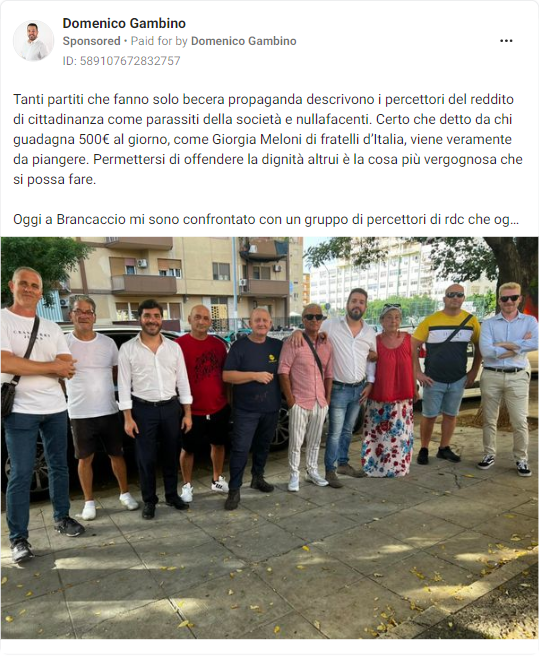 Domenico Gambino
Sponsored • Paid for by Domenico Gambino
ID: 589107672832757
Tanti partiti che fanno solo becera propaganda descrivono i percettori del reddito
di cittadinanza come parassiti della società e nullafacenti. Certo che detto da chi
guadagna 500€ al giorno, come Giorgia Meloni di fratelli d’Italia, viene veramente
da piangere. Permettersi di offendere la dignità altrui è la cosa più vergognosa che
si possa fare.
Oggi a Brancaccio mi sono confrontato con un gruppo di percettori di rdc che og...